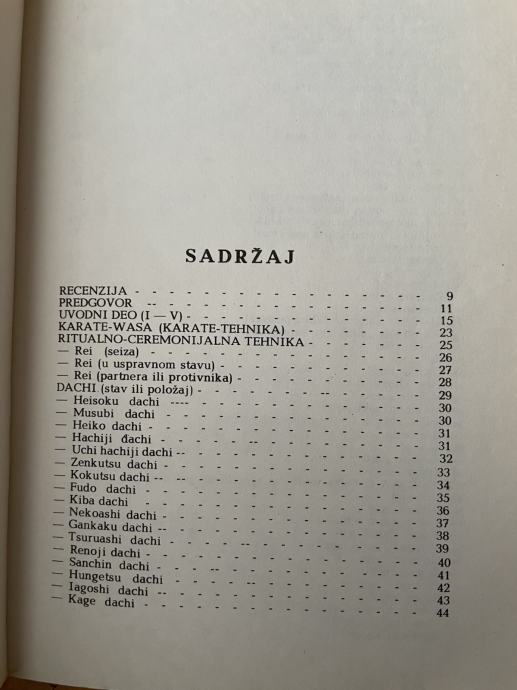 SADRŽAJ
RECENZIJA - - - - - - - - - - - - - - - - - 9
PREDGOVOR -- - - - - - - - - - - - - - - - 11
UVODNI DEO (I — V) - - - - - - - - - - - - - - 15
KARATE-WASA (KARATE-TEHNIKA) - - - - - - - - 23
RITUALNO-CEREMONIJALNA TEHNIKA - - - - - - - 25
— Rei (seiza) - - - - - - - - - - - - - - - - 26
— Rei (u uspravnom stavu) - - - - - - - - - - - - 27
— Rei (partnera ili protivnika) - - - - - - - - - - - 28
DACHI (stav ili položaj) - - - - - - - -- - - - - - 29
— Heisoku dachi ---- - - - - - - - - - - - - - 30
— Musubi dachi - - - - - - - - - - - - - - - 30
— Heiko dachi - - - - - - - - - - - - - - - - 31
— Hachiji đachi - - - - - -- - - - - - - - - - 31
— Uchi hachiji dachi -- - - - - - - - - - - - - - 32
— Zenkutsu dachi - - - - - - - - - - - - - - - 33
— Kokutsu dachi -- -- - - - - - - - - - - - - - 34
— Fudo dachi - - - - - - - - - - - - - - - - 35
— Kiba dachi - - - - - - - - - - - - - - - - 36
— Nekoashi dachi - - - - - - - - - - - - - - - 37
— Gankaku dachi -- - - - - - - - - - - - - - - 38
— Tsuruashi dachi - - - - - -- - - - - - - - - 39
— Renoji dachi - - - - - - - - - - - - - - - - 40
— Sanchin dachi - - - -- - - - - - - - - - - - 41
— Hungetsu dachi - - - - - -- - - - - - - - - 42
— Iagoshi dachi -- - - - - - - - - - - - - - - 43
— Kage dachi - - - - - - - - - - - - - - - - 44